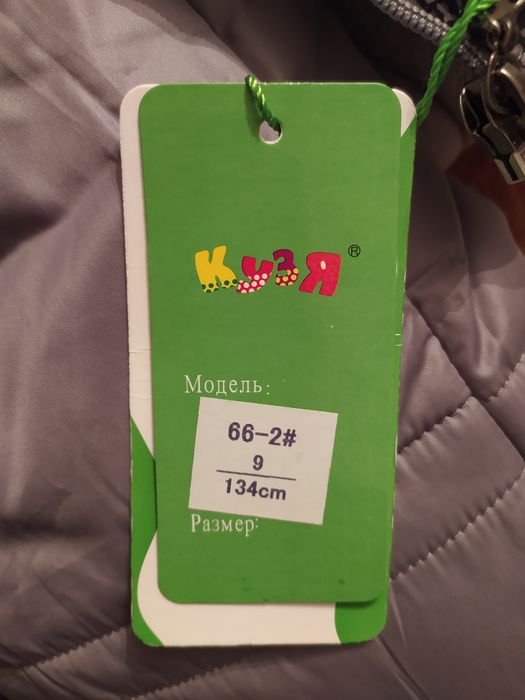 Кузя®
Модель:
66-2#
9
134cm
Размер: